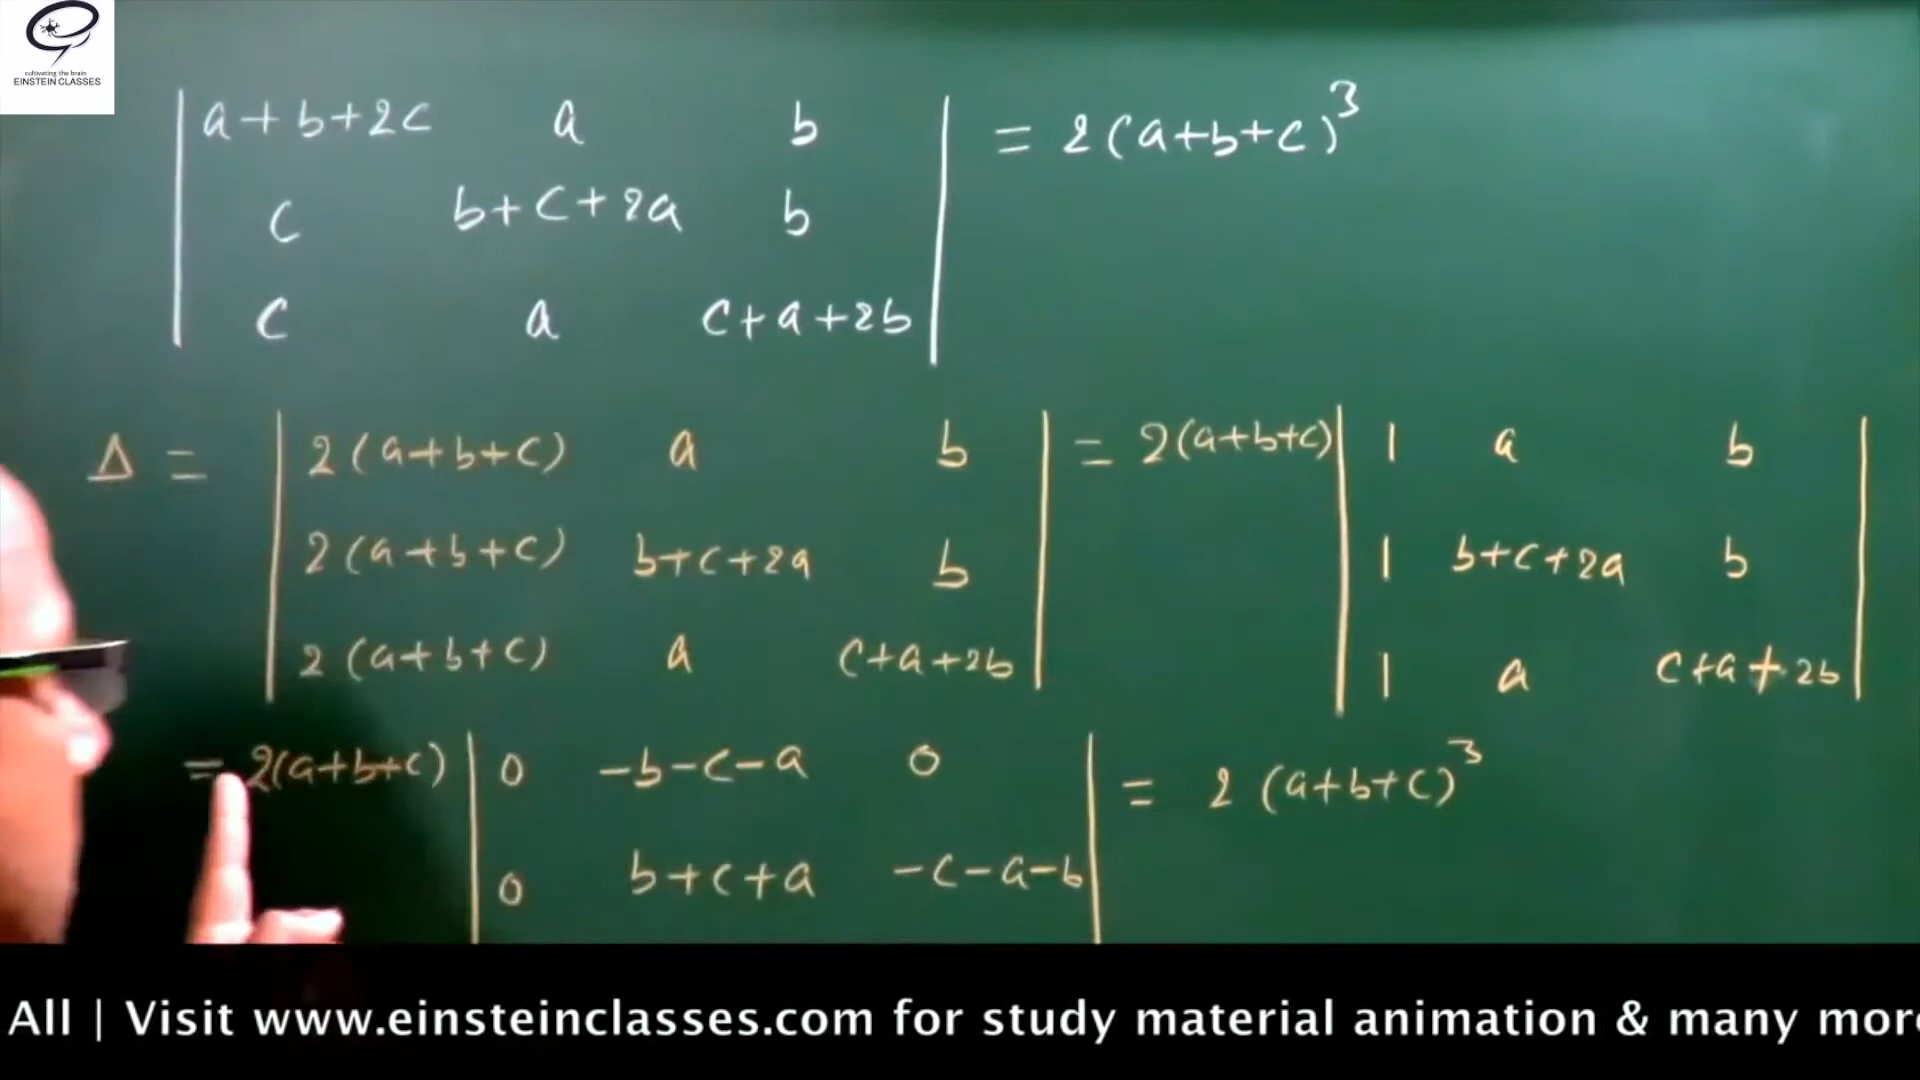 cultivating the brain
EINSTEIN CLASSES
| a+b+2c a b | = 2(a+b+c)³
| c b+c+2a b |
| c a c+a+2b |
Δ = | 2(a+b+c) a b | = 2(a+b+c) | 1 a b |
| 2(a+b+c) b+c+2a b | | 1 b+c+2a b |
| 2(a+b+c) a c+a+2b | | 1 a c+a+2b |
= 2(a+b+c) | 0 -b-c-a 0 | = 2(a+b+c)³
| 0 b+c+a -c-a-b |
All | Visit www.einsteinclasses.com for study material animation & many more